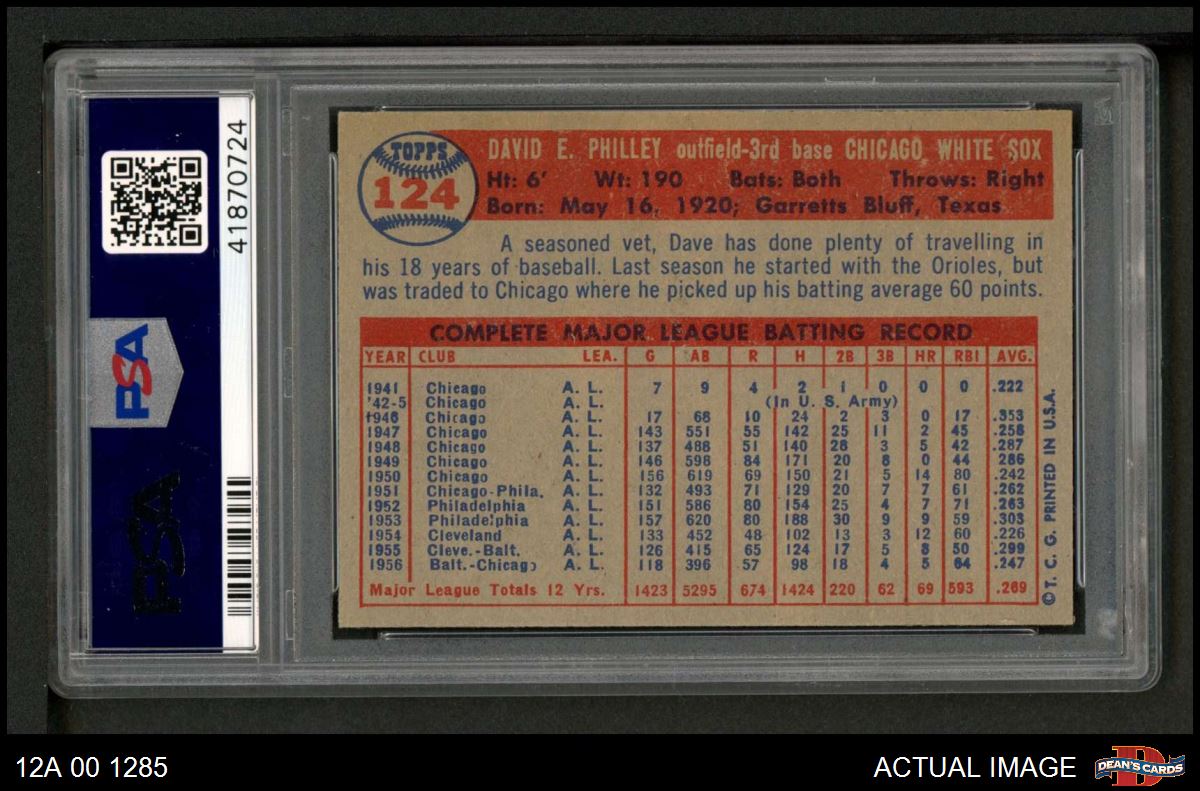 41870724
PSA
PSA
TOPPS
124
DAVID E. PHILLEY outfield-3rd base CHICAGO WHITE SOX
Ht: 6' Wt: 190 Bats: Both Throws: Right
Born: May 16, 1920; Garretts Bluff, Texas
A seasoned vet, Dave has done plenty of travelling in
his 18 years of baseball. Last season he started with the Orioles, but
was traded to Chicago where he picked up his batting average 60 points.
COMPLETE MAJOR LEAGUE BATTING RECORD
YEAR CLUB LEA. G AB R H 2B 3B HR RBI AVG.
1941 Chicago A. L. 7 9 4 2 1 0 0 0 .222
'42-5 Chicago A. L. (In U. S. Army)
1946 Chicago A. L. 17 68 10 24 2 3 0 17 .353
1947 Chicago A. L. 143 551 55 142 25 11 2 45 .258
1948 Chicago A. L. 137 488 51 140 28 3 5 42 .287
1949 Chicago A. L. 146 598 84 171 20 8 0 44 .286
1950 Chicago A. L. 156 619 69 150 21 5 14 80 .242
1951 Chicago-Phila. A. L. 132 493 71 129 20 7 7 61 .262
1952 Philadelphia A. L. 151 586 80 154 25 4 7 71 .263
1953 Philadelphia A. L. 157 620 80 188 30 9 9 59 .303
1954 Cleveland A. L. 133 452 48 102 13 3 12 60 .226
1955 Cleve.-Balt. A. L. 126 415 65 124 17 5 8 50 .299
1956 Balt.-Chicago A. L. 118 396 57 98 18 4 5 64 .247
Major League Totals 12 Yrs. 1423 5295 674 1424 220 62 69 593 .269
© T. C. G. PRINTED IN U.S.A.
12A 00 1285
ACTUAL IMAGE
D
DEAN'S CARDS